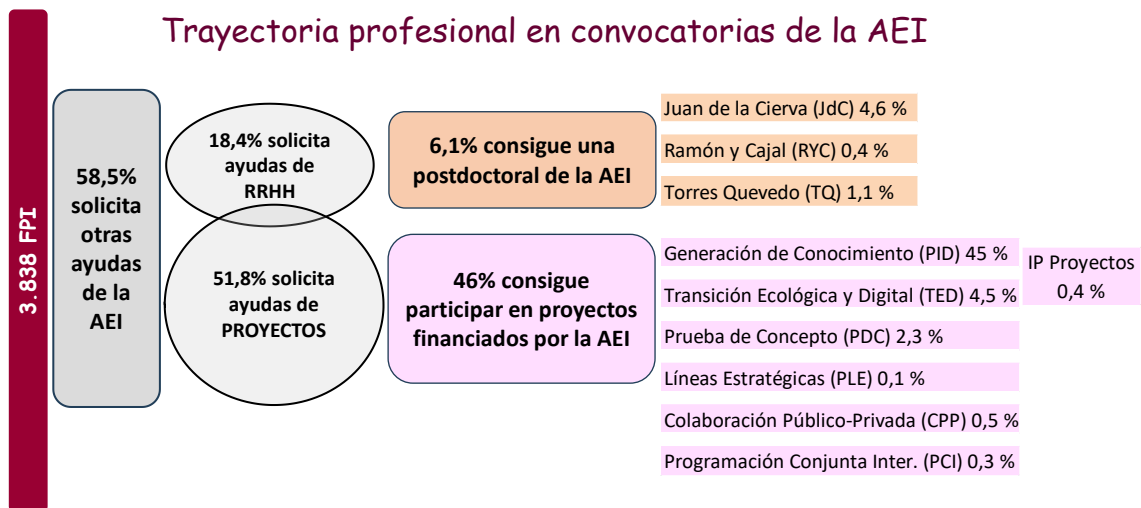 Trayectoria profesional en convocatorias de la AEI
3.838 FPI
58,5%
solicita
otras
ayudas
de la
AEI
18,4% solicita
ayudas de
RRHH
51,8% solicita
ayudas de
PROYECTOS
6,1% consigue una
postdoctoral de la AEI
Juan de la Cierva (JdC) 4,6 %
Ramón y Cajal (RYC) 0,4 %
Torres Quevedo (TQ) 1,1 %
46% consigue
participar en proyectos
financiados por la AEI
Generación de Conocimiento (PID) 45 %
Transición Ecológica y Digital (TED) 4,5 %
Prueba de Concepto (PDC) 2,3 %
Líneas Estratégicas (PLE) 0,1 %
Colaboración Público-Privada (CPP) 0,5 %
Programación Conjunta Inter. (PCI) 0,3 %
IP Proyectos
0,4 %